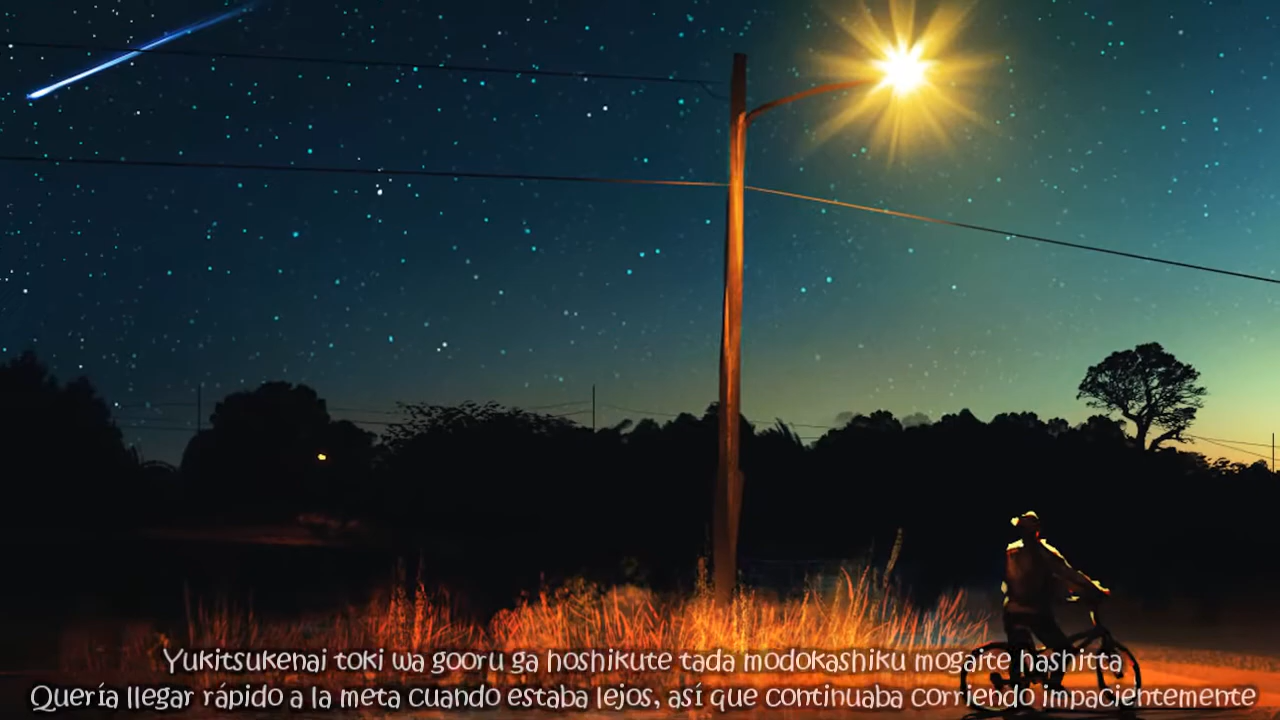 Yukitsukenai toki wa gooru ga hoshikute tada modokashiku mogaite hashitta
Quería llegar rápido a la meta cuando estaba lejos, así que continuaba corriendo impacientemente